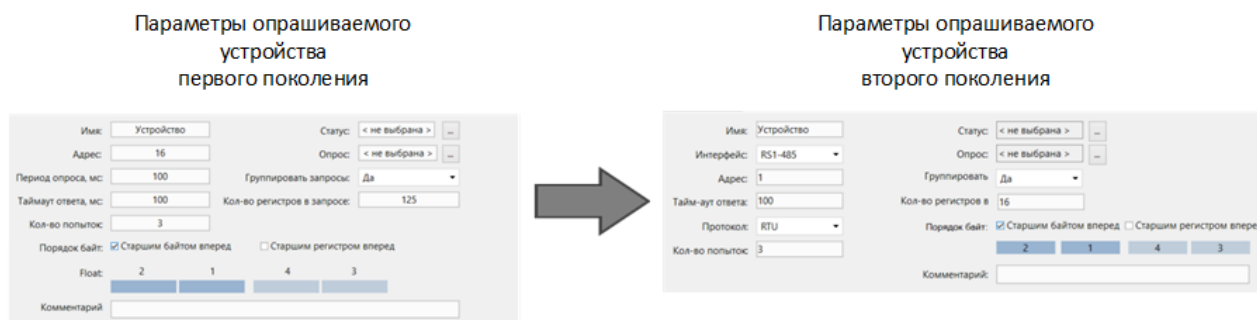 Параметры опрашиваемого
устройства
первого поколения
Имя: Устройство Статус: < не выбрана > ...
Адрес: 16 Опрос: < не выбрана > ...
Период опроса, мс: 100 Группировать запросы: Да
Таймаут ответа, мс: 100 Кол-во регистров в запросе: 125
Кол-во попыток: 3
Порядок байт: Старшим байтом вперед Старшим регистром вперед
Float: 2 1 4 3
Комментарий
Параметры опрашиваемого
устройства
второго поколения
Имя: Устройство Статус: < не выбрана > ...
Интерфейс: RS1-485 Опрос: < не выбрана > ...
Адрес: 1 Группировать Да
Тайм-аут ответа: 100 Кол-во регистров в 16
Протокол: RTU Порядок байт: Старшим байтом вперед Старшим регистром впере
Кол-во попыток: 3 2 1 4 3
Комментарий: